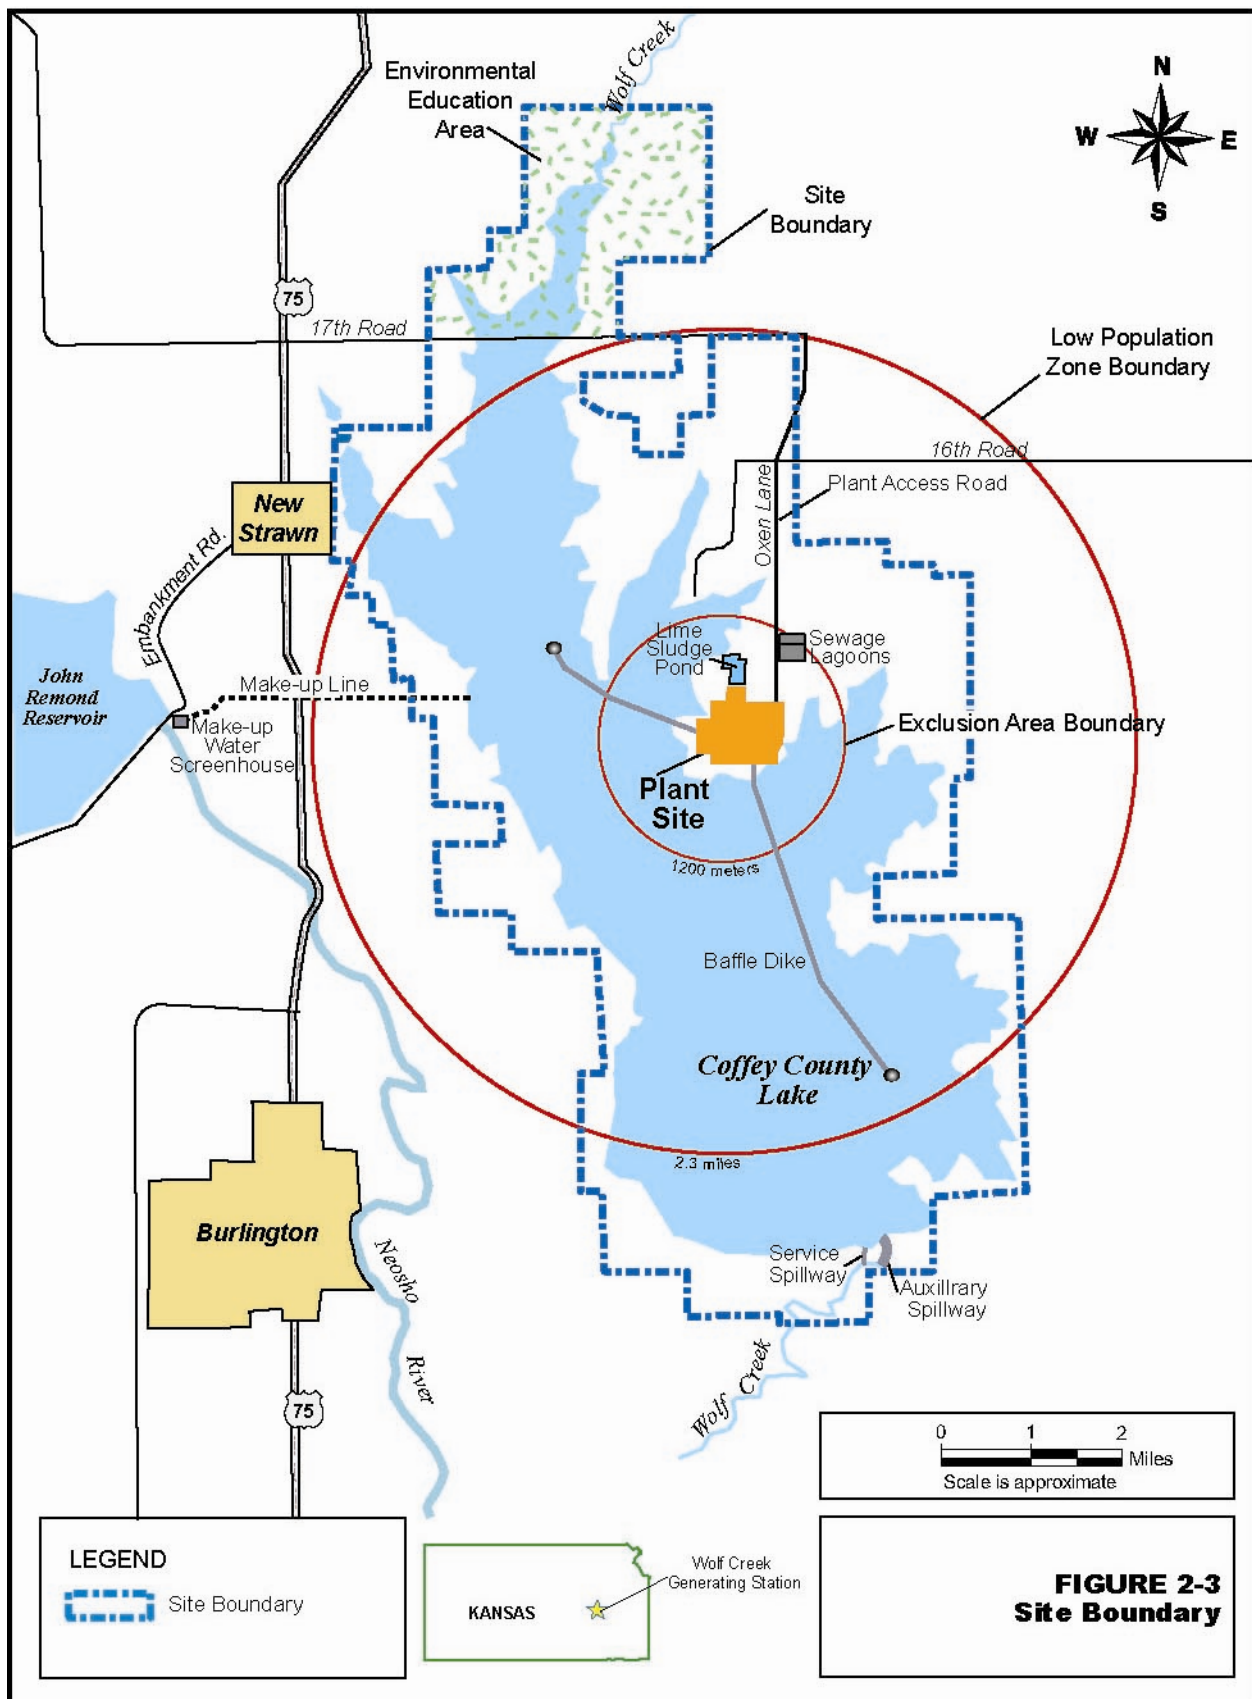 Wolf Creek
Environmental
Education
Area
N
W
E
S
Site
Boundary
75
17th Road
Low Population
Zone Boundary
16th Road
New
Strawn
Oxen Lane
Plant Access Road
Embankment Rd.
Lime
Sludge
Pond
Sewage
Lagoons
John
Remond
Reservoir
Make-up Line
Make-up
Water
Screenhouse
Exclusion Area Boundary
Plant
Site
1200 meters
Baffle Dike
Coffey County
Lake
2.3 miles
Burlington
Neosho
River
Service
Spillway
Auxillrary
Spillway
Wolf Creek
75
0 1 2
Miles
Scale is approximate
LEGEND
Site Boundary
Wolf Creek
Generating Station
KANSAS
FIGURE 2-3
Site Boundary